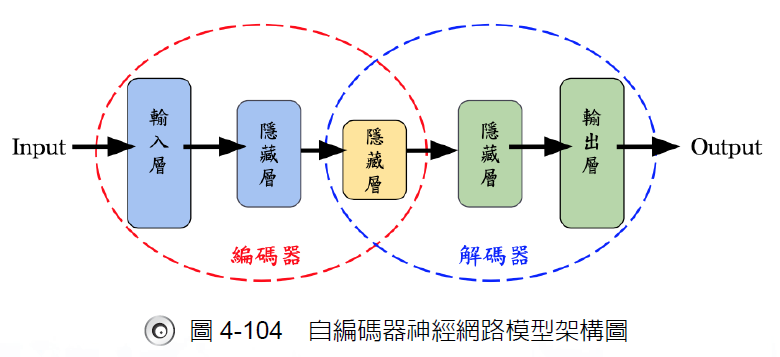 Input
輸入層
隱藏層
隱藏層
隱藏層
輸出層
Output
編碼器
解碼器
圖 4-104 自編碼器神經網路模型架構圖